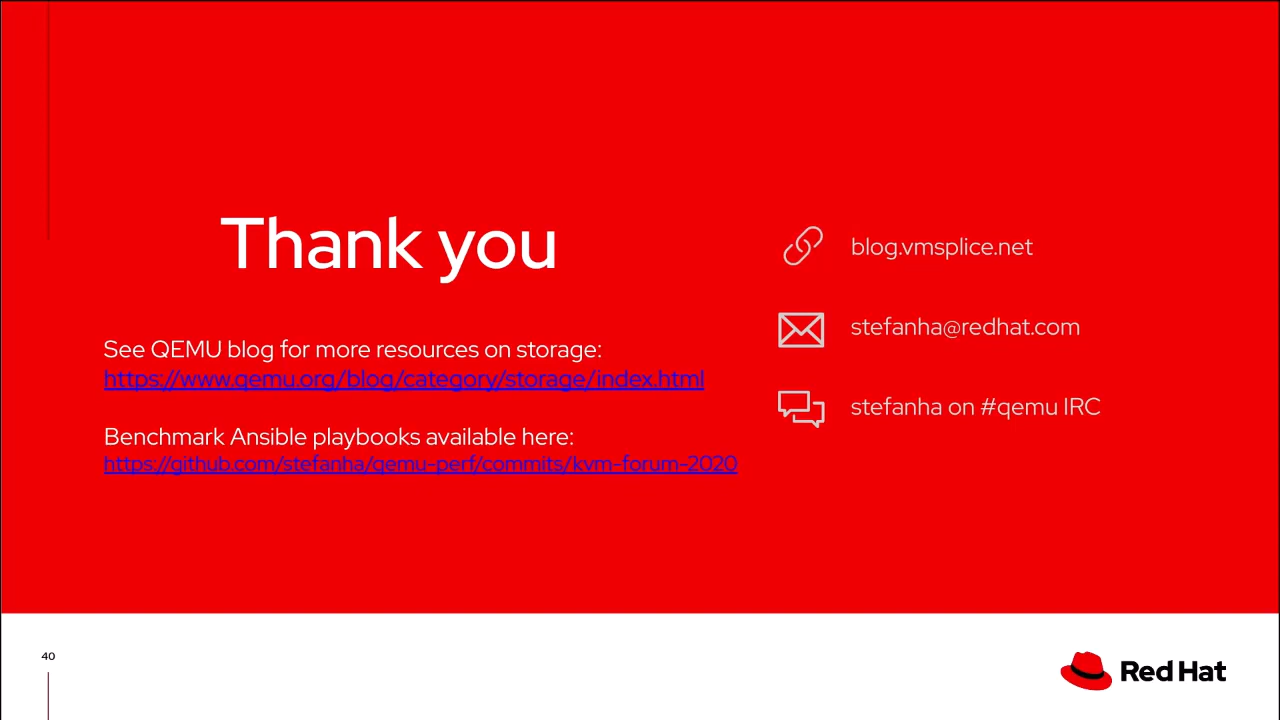 Thank you
See QEMU blog for more resources on storage:
https://www.qemu.org/blog/category/storage/index.html
Benchmark Ansible playbooks available here:
https://github.com/stefanha/qemu-perf/commits/kvm-forum-2020
blog.vmsplice.net
stefanha@redhat.com
stefanha on #qemu IRC
40
Red Hat